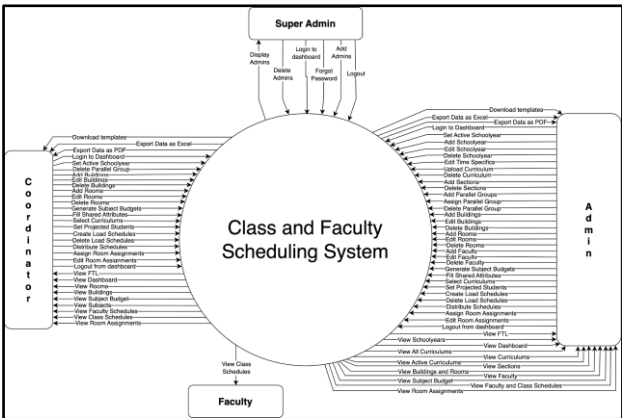 Super Admin
Display
Admins
Delete
Admins
Login to
dashboard
Forgot
Password
Add
Admins
Logout
Coordinator
Download templates
Export Data as Excel
Export Data as PDF
Login to Dashboard
Set Active Schoolyear
Delete Parallel Group
Add Buildings
Edit Buildings
Delete Buildings
Add Rooms
Edit Rooms
Delete Rooms
Generate Subject Budgets
Fill Shared Attributes
Select Curriculums
Set Projected Students
Create Load Schedules
Delete Load Schedules
Distribute Schedules
Assign Room Assignments
Edit Room Assignments
Logout from dashboard
View FTL
View Dashboard
View Rooms
View Buildings
View Subject Budget
View Subjects
View Faculty Schedules
View Class Schedules
View Room Assignments
Class and Faculty
Scheduling System
Download templates
Export Data as Excel
Export Data as PDF
Login to Dashboard
Set Active Schoolyear
Add Schoolyear
Edit Schoolyear
Delete Schoolyear
Edit Time Specifics
Upload Curriculum
Delete Curriculum
Add Sections
Delete Sections
Add Parallel Groups
Assign Parallel Group
Delete Parallel Group
Add Buildings
Edit Buildings
Delete Buildings
Add Rooms
Edit Rooms
Delete Rooms
Add Faculty
Edit Faculty
Delete Faculty
Generate Subject Budgets
Fill Shared Attributes
Select Curriculums
Set Projected Students
Create Load Schedules
Delete Load Schedules
Distribute Schedules
Assign Room Assignments
Edit Room Assignments
Logout from dashboard
View FTL
View Schoolyears
View Dashboard
View All Curriculums
View Curriculums
View Active Curriculums
View Sections
View Buildings and Rooms
View Faculty
View Subject Budget
View Faculty and Class Schedules
View Room Assignments
Admin
View Class
Schedules
Faculty